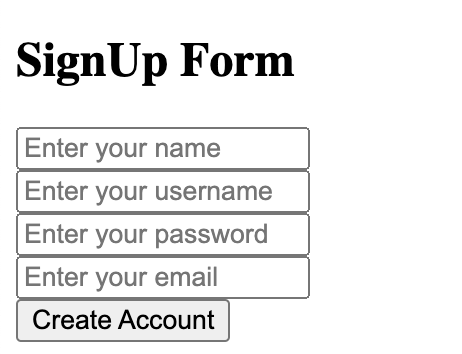 SignUp Form
Enter your name
Enter your username
Enter your password
Enter your email
Create Account